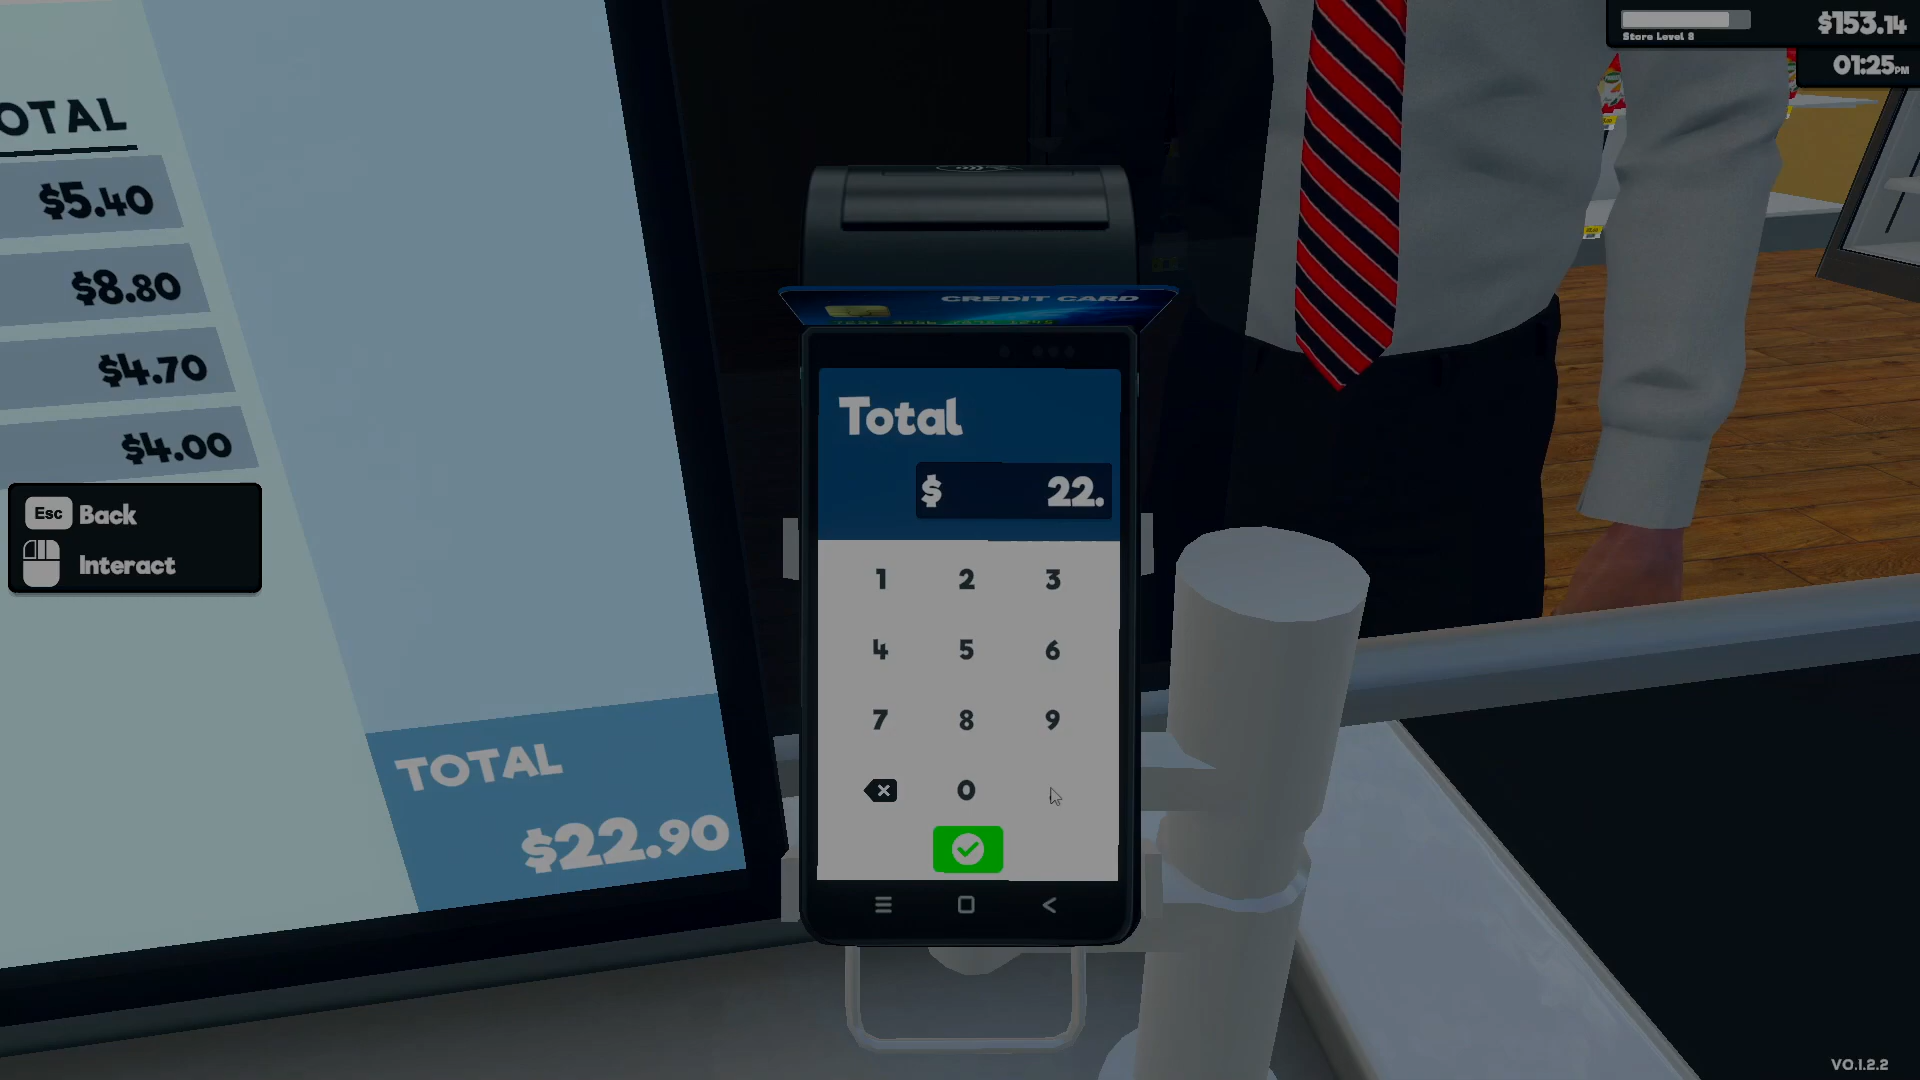 $153.14
Store Level 8
01:25PM
OTAL
$5.40
$8.80
$4.70
$4.00
Esc Back
Interact
TOTAL
$22.90
CREDIT CARD
Total
$ 22.
1 2 3
4 5 6
7 8 9
0
V0.1.2.2